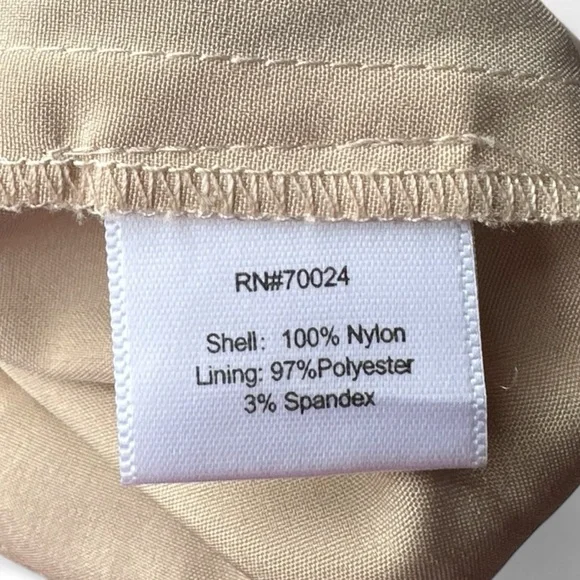 RN#70024
Shell: 100% Nylon
Lining: 97%Polyester
3% Spandex